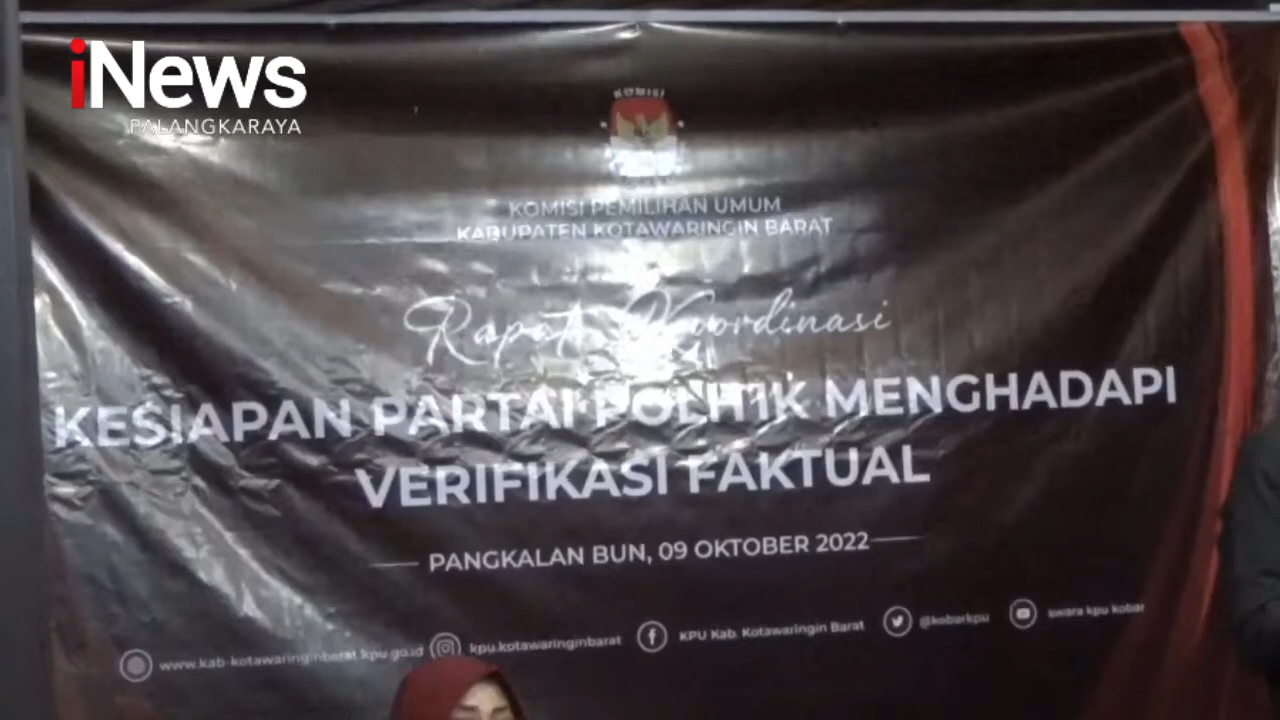 iNews
PALANGKARAYA
KOMISI
KOMISI PEMILIHAN UMUM
KABUPATEN KOTAWARINGIN BARAT
Rapat Koordinasi
KESIAPAN PARTAI POLITIK MENGHADAPI
VERIFIKASI FAKTUAL
PANGKALAN BUN, 09 OKTOBER 2022
www.kab-kotawaringinbarat.kpu.go.id kpu.kotawaringinbarat KPU Kab. Kotawaringin Barat @kobarkpu swara kpu kobar